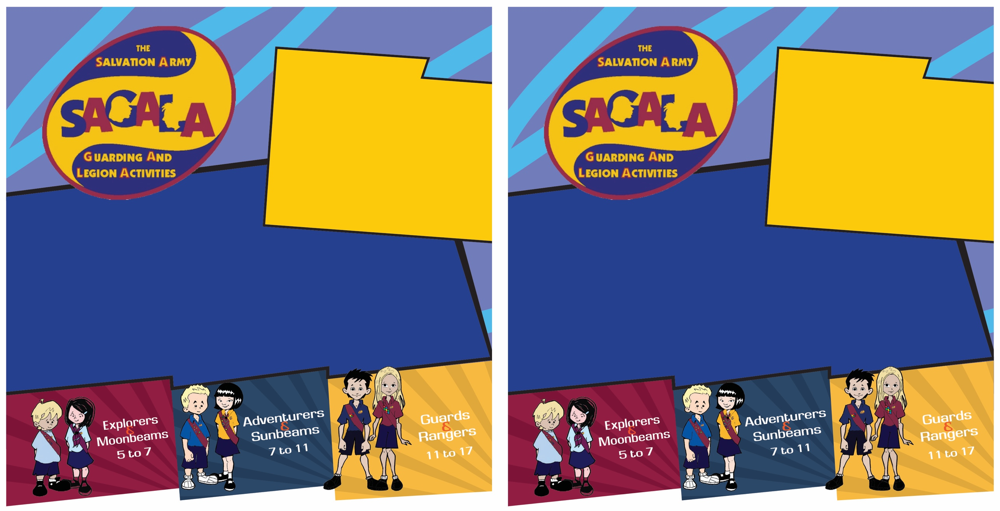 THE
SALVATION ARMY
SAGALA
GUARDING AND
LEGION ACTIVITIES
Explorers
&
Moonbeams
5 to 7
Adventurers
&
Sunbeams
7 to 11
Guards
&
Rangers
11 to 17
THE
SALVATION ARMY
SAGALA
GUARDING AND
LEGION ACTIVITIES
Explorers
&
Moonbeams
5 to 7
Adventurers
&
Sunbeams
7 to 11
Guards
&
Rangers
11 to 17